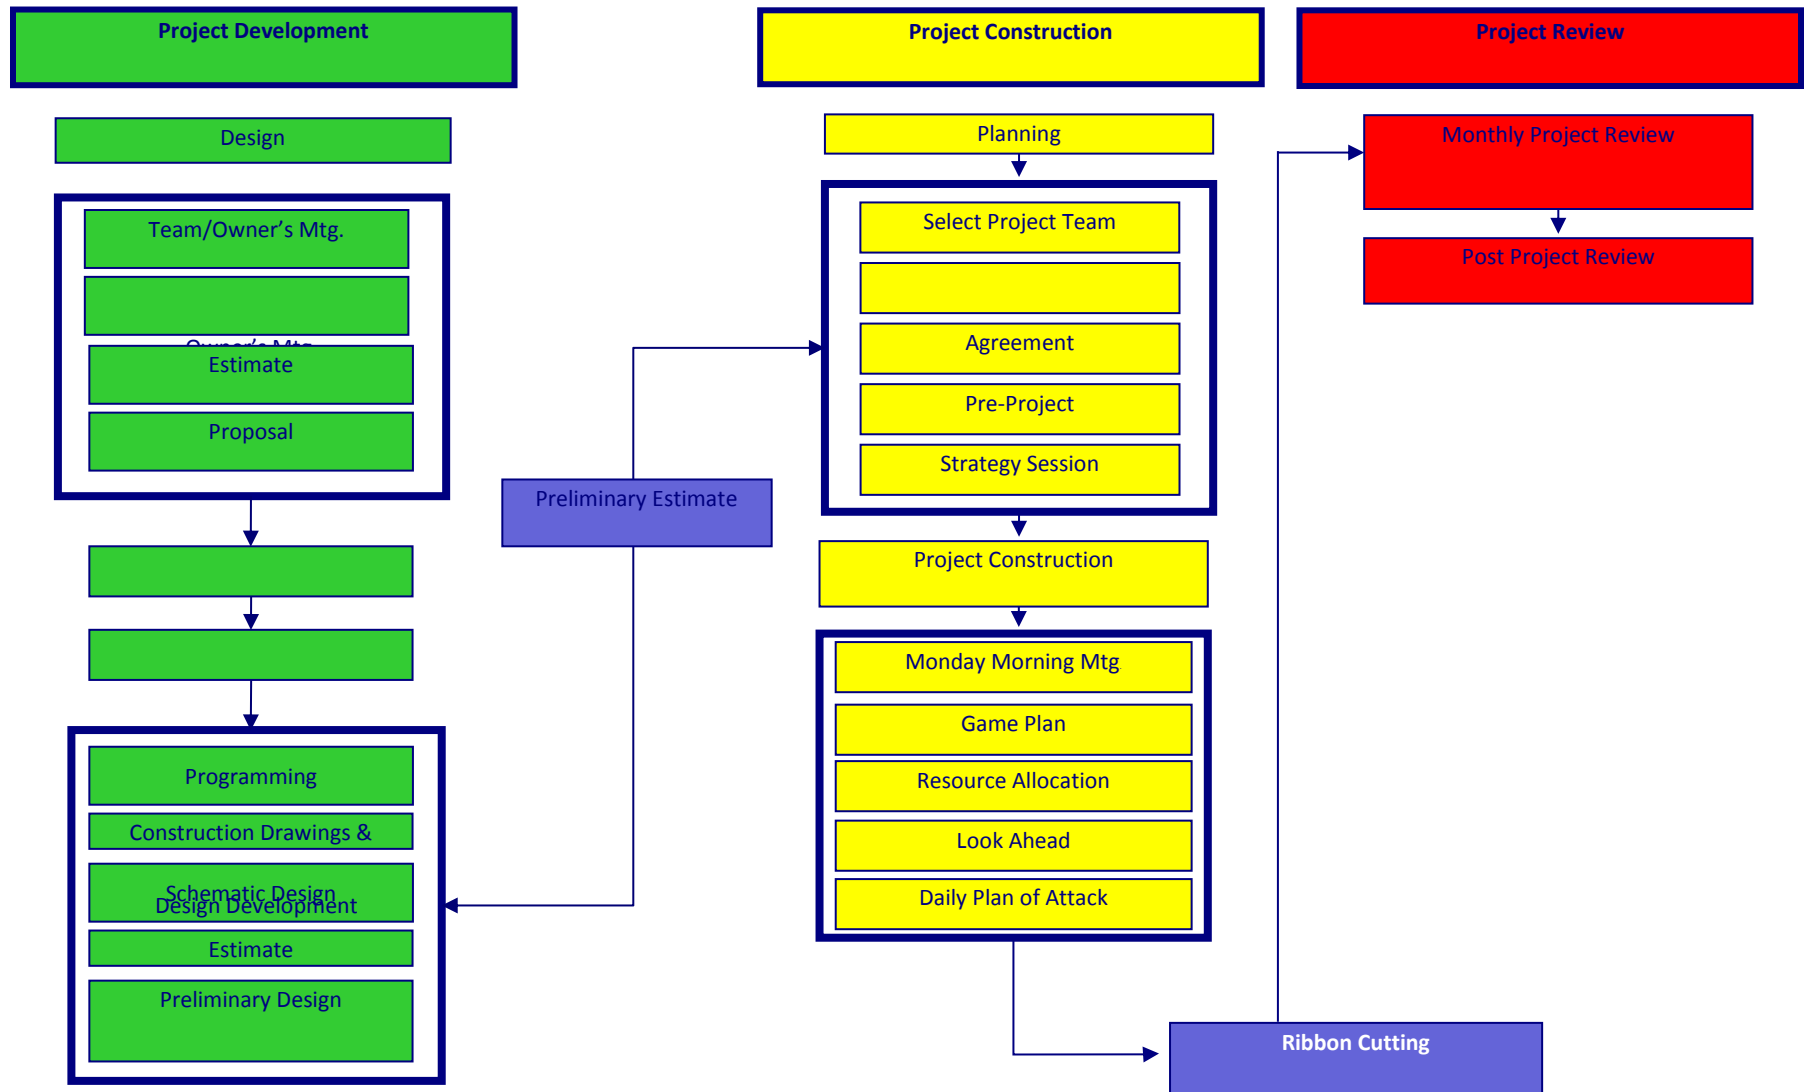 Project Development
Design
Team/Owner's Mtg.
Owner's Mtg.
Estimate
Proposal
Programming
Construction Drawings &
Schematic Design
Design Development
Estimate
Preliminary Design
Preliminary Estimate
Project Construction
Planning
Select Project Team
Agreement
Pre-Project
Strategy Session
Project Construction
Monday Morning Mtg.
Game Plan
Resource Allocation
Look Ahead
Daily Plan of Attack
Ribbon Cutting
Project Review
Monthly Project Review
Post Project Review